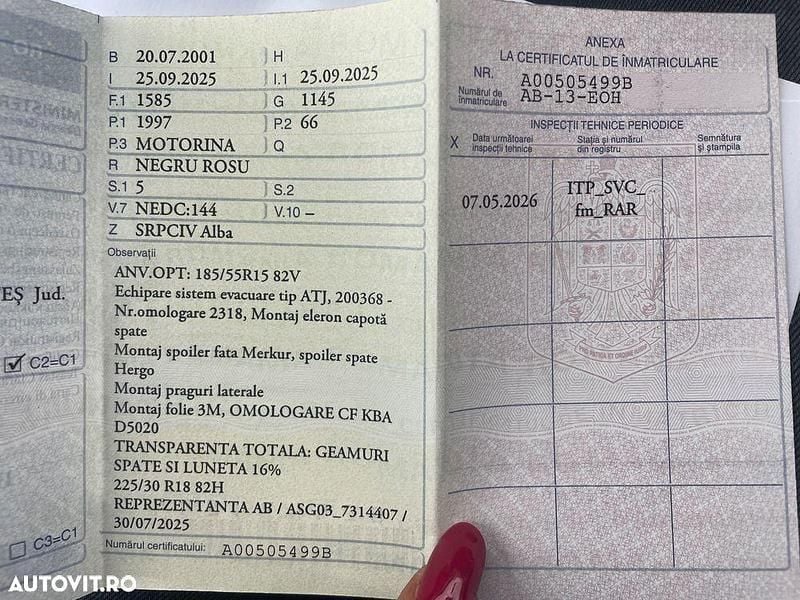 B 20.07.2001 H
I 25.09.2025 I.1 25.09.2025
F.1 1585 G 1145
P.1 1997 P.2 66
P.3 MOTORINA Q
R NEGRU ROSU
S.1 5 S.2
V.7 NEDC:144 V.10 –
Z SRPCIV Alba
Observații
ANV.OPT: 185/55R15 82V
Echipare sistem evacuare tip ATJ, 200368 -
Nr.omologare 2318, Montaj eleron capotă
spate
Montaj spoiler fata Merkur, spoiler spate
Hergo
Montaj praguri laterale
Montaj folie 3M, OMOLOGARE CF KBA
D5020
TRANSPARENTA TOTALA: GEAMURI
SPATE SI LUNETA 16%
225/30 R18 82H
REPREZENTANTA AB / ASG03_7314407 /
30/07/2025
Numărul certificatului: A00505499B
EȘ Jud.
C2=C1
C3=C1
ANEXA
LA CERTIFICATUL DE ÎNMATRICULARE
NR. A00505499B
Numărul de
înmatriculare AB-13-EOH
INSPECȚII TEHNICE PERIODICE
X Data următoarei
inspecții tehnice
Stația și numărul
din registru
Semnătura
și ștampila
07.05.2026
ITP_SVC_
fm_RAR
AUTOVIT.RO